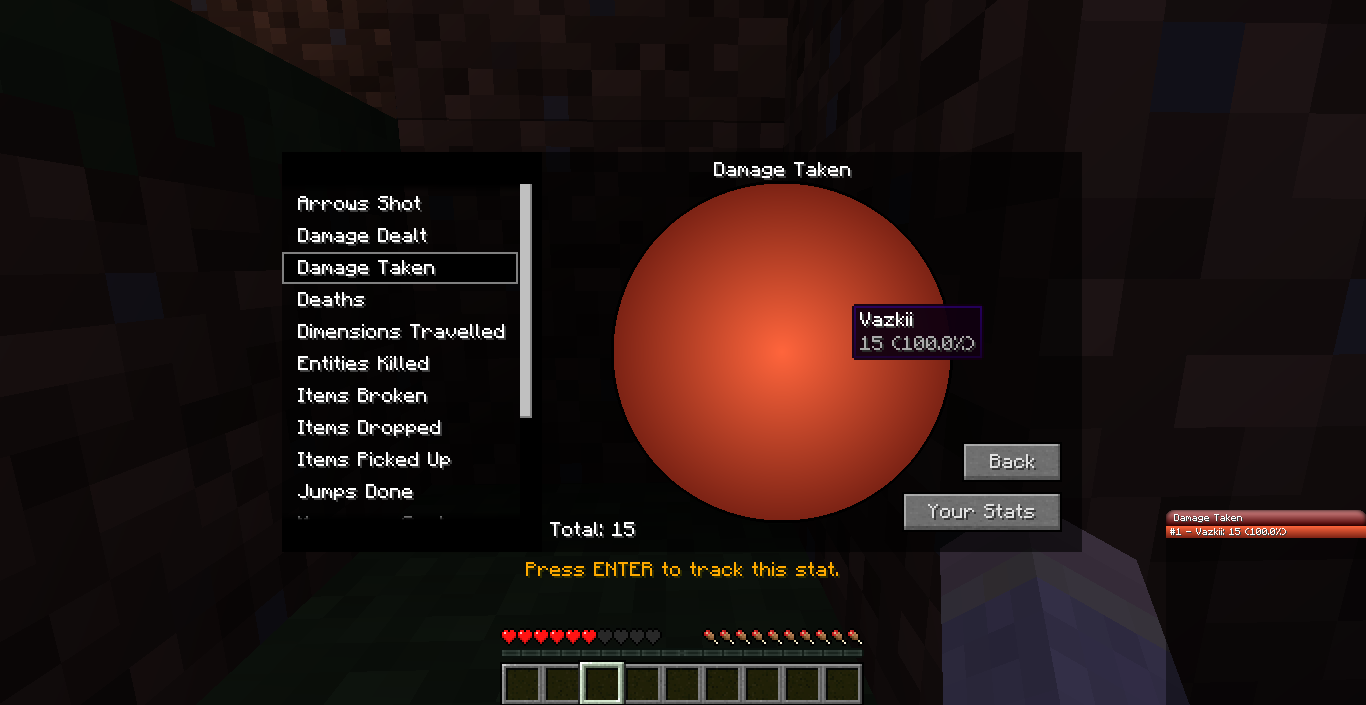 Damage Taken
Arrows Shot
Damage Dealt
Damage Taken
Deaths
Dimensions Travelled
Entities Killed
Items Broken
Items Dropped
Items Picked Up
Jumps Done
Vazkii
15 (100.0%)
Back
Your Stats
Total: 15
Press ENTER to track this stat.
Damage Taken
#1 - Vazkii: 15 (100.0%)